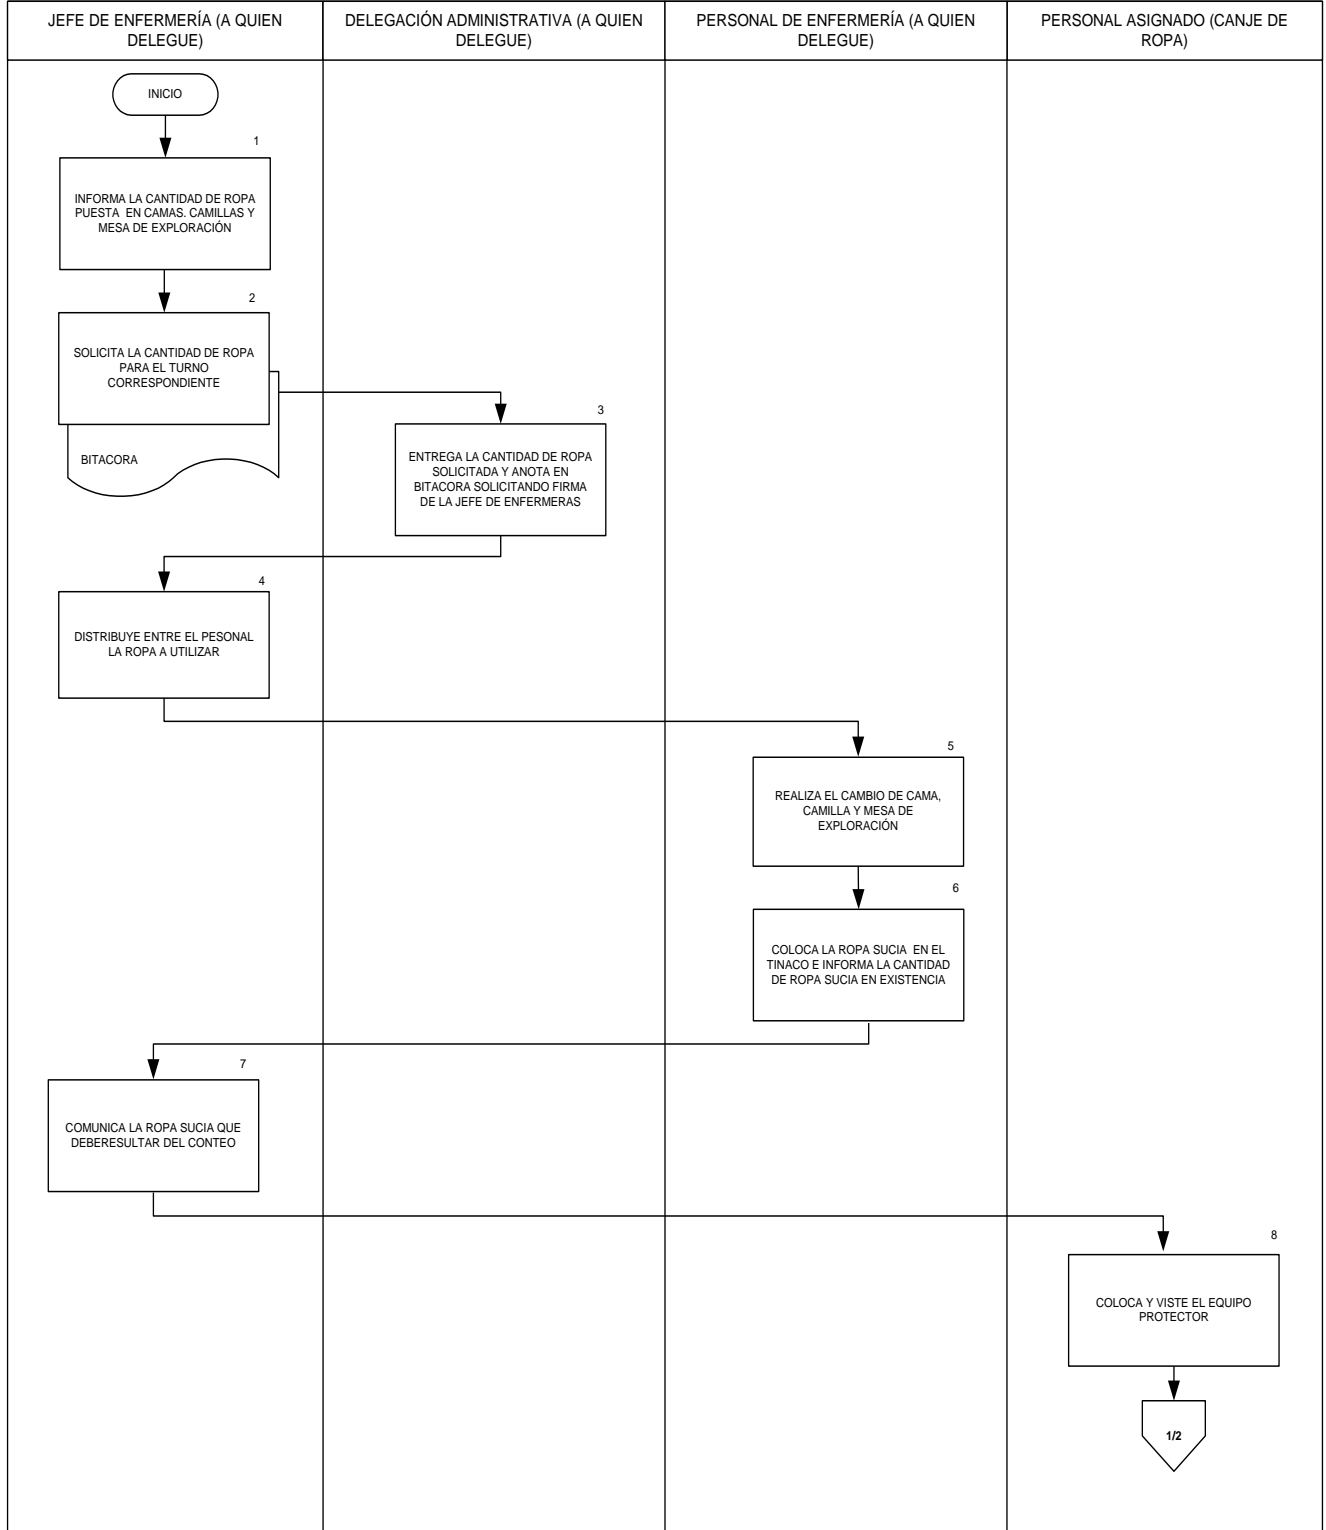 JEFE DE ENFERMERÍA (A QUIEN
DELEGUE)
DELEGACIÓN ADMINISTRATIVA (A QUIEN
DELEGUE)
PERSONAL DE ENFERMERÍA (A QUIEN
DELEGUE)
PERSONAL ASIGNADO (CANJE DE
ROPA)
INICIO
1
INFORMA LA CANTIDAD DE ROPA
PUESTA EN CAMAS. CAMILLAS Y
MESA DE EXPLORACIÓN
2
SOLICITA LA CANTIDAD DE ROPA
PARA EL TURNO
CORRESPONDIENTE
BITACORA
3
ENTREGA LA CANTIDAD DE ROPA
SOLICITADA Y ANOTA EN
BITACORA SOLICITANDO FIRMA
DE LA JEFE DE ENFERMERAS
4
DISTRIBUYE ENTRE EL PESONAL
LA ROPA A UTILIZAR
5
REALIZA EL CAMBIO DE CAMA,
CAMILLA Y MESA DE
EXPLORACIÓN
6
COLOCA LA ROPA SUCIA EN EL
TINACO E INFORMA LA CANTIDAD
DE ROPA SUCIA EN EXISTENCIA
7
COMUNICA LA ROPA SUCIA QUE
DEBERESULTAR DEL CONTEO
8
COLOCA Y VISTE EL EQUIPO
PROTECTOR
1/2